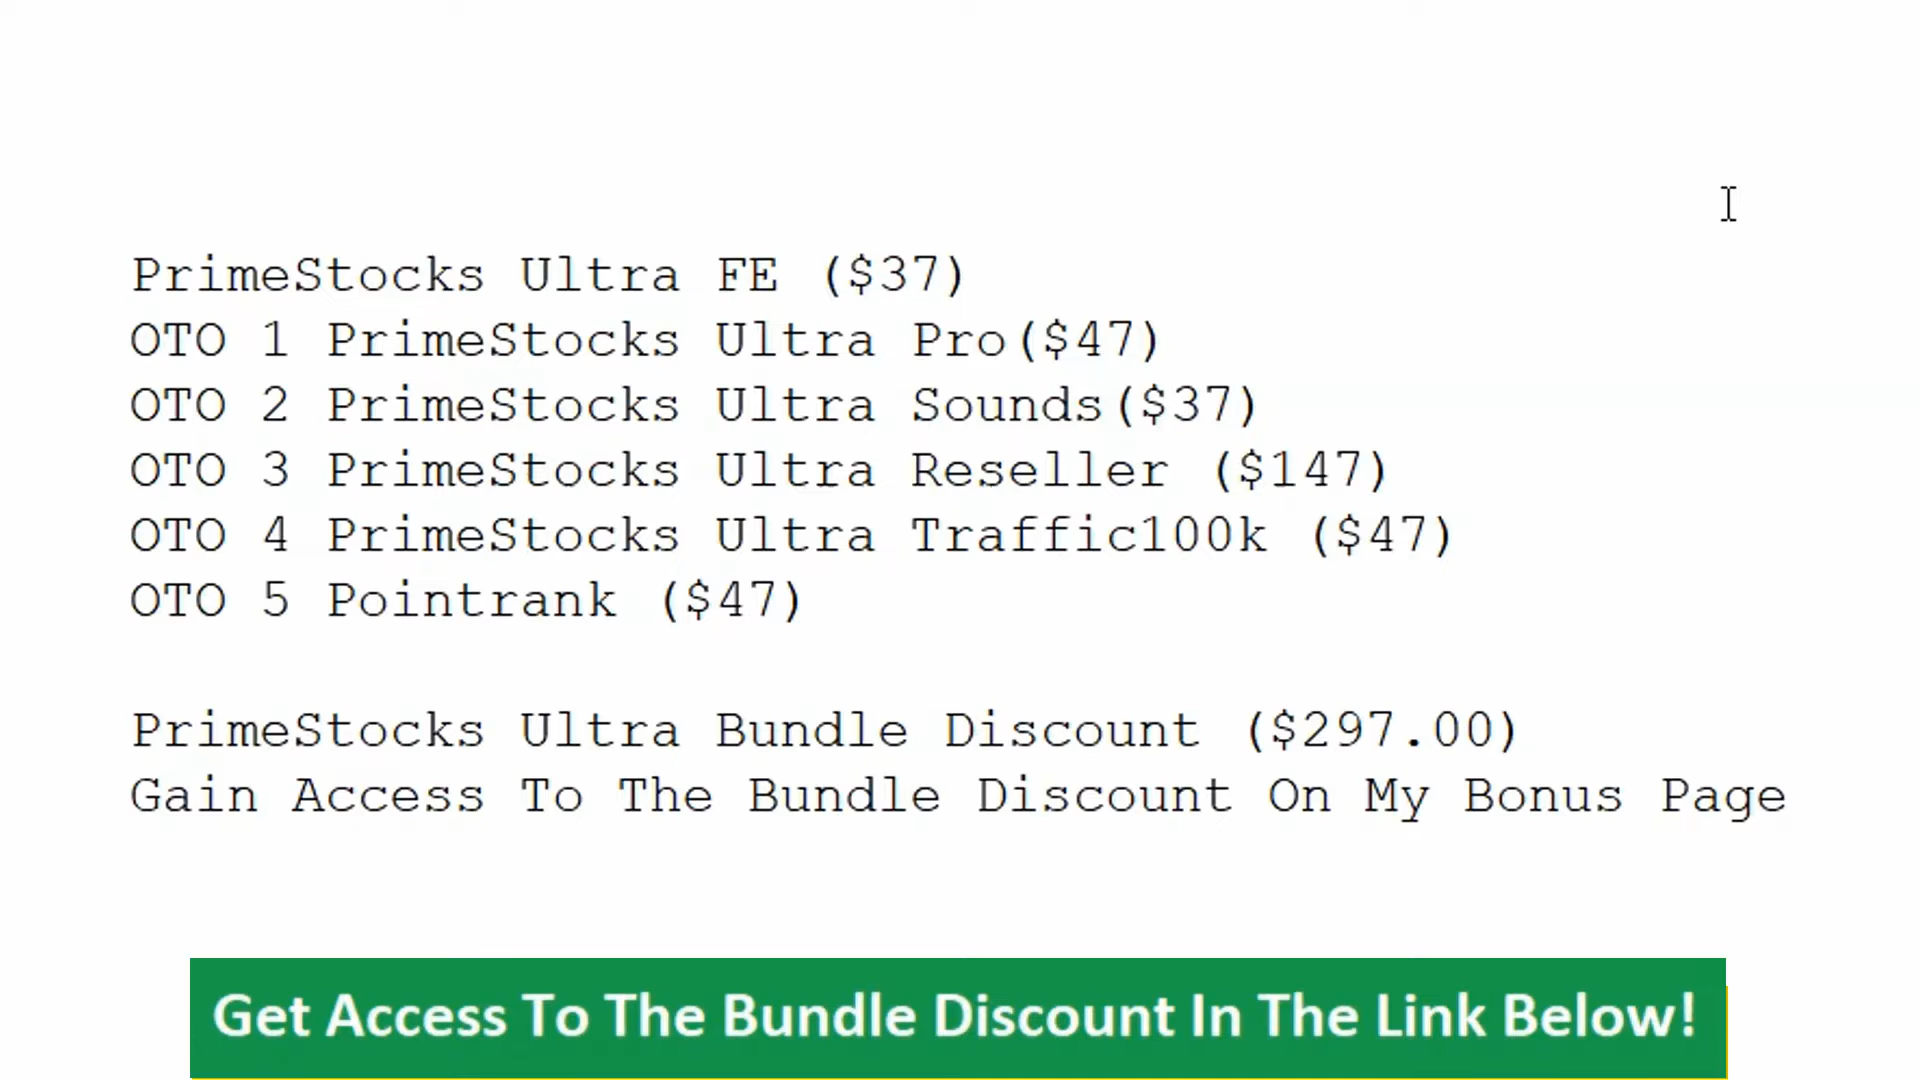 PrimeStocks Ultra FE ($37)
OTO 1 PrimeStocks Ultra Pro($47)
OTO 2 PrimeStocks Ultra Sounds($37)
OTO 3 PrimeStocks Ultra Reseller ($147)
OTO 4 PrimeStocks Ultra Traffic100k ($47)
OTO 5 Pointrank ($47)
PrimeStocks Ultra Bundle Discount ($297.00)
Gain Access To The Bundle Discount On My Bonus Page
Get Access To The Bundle Discount In The Link Below!